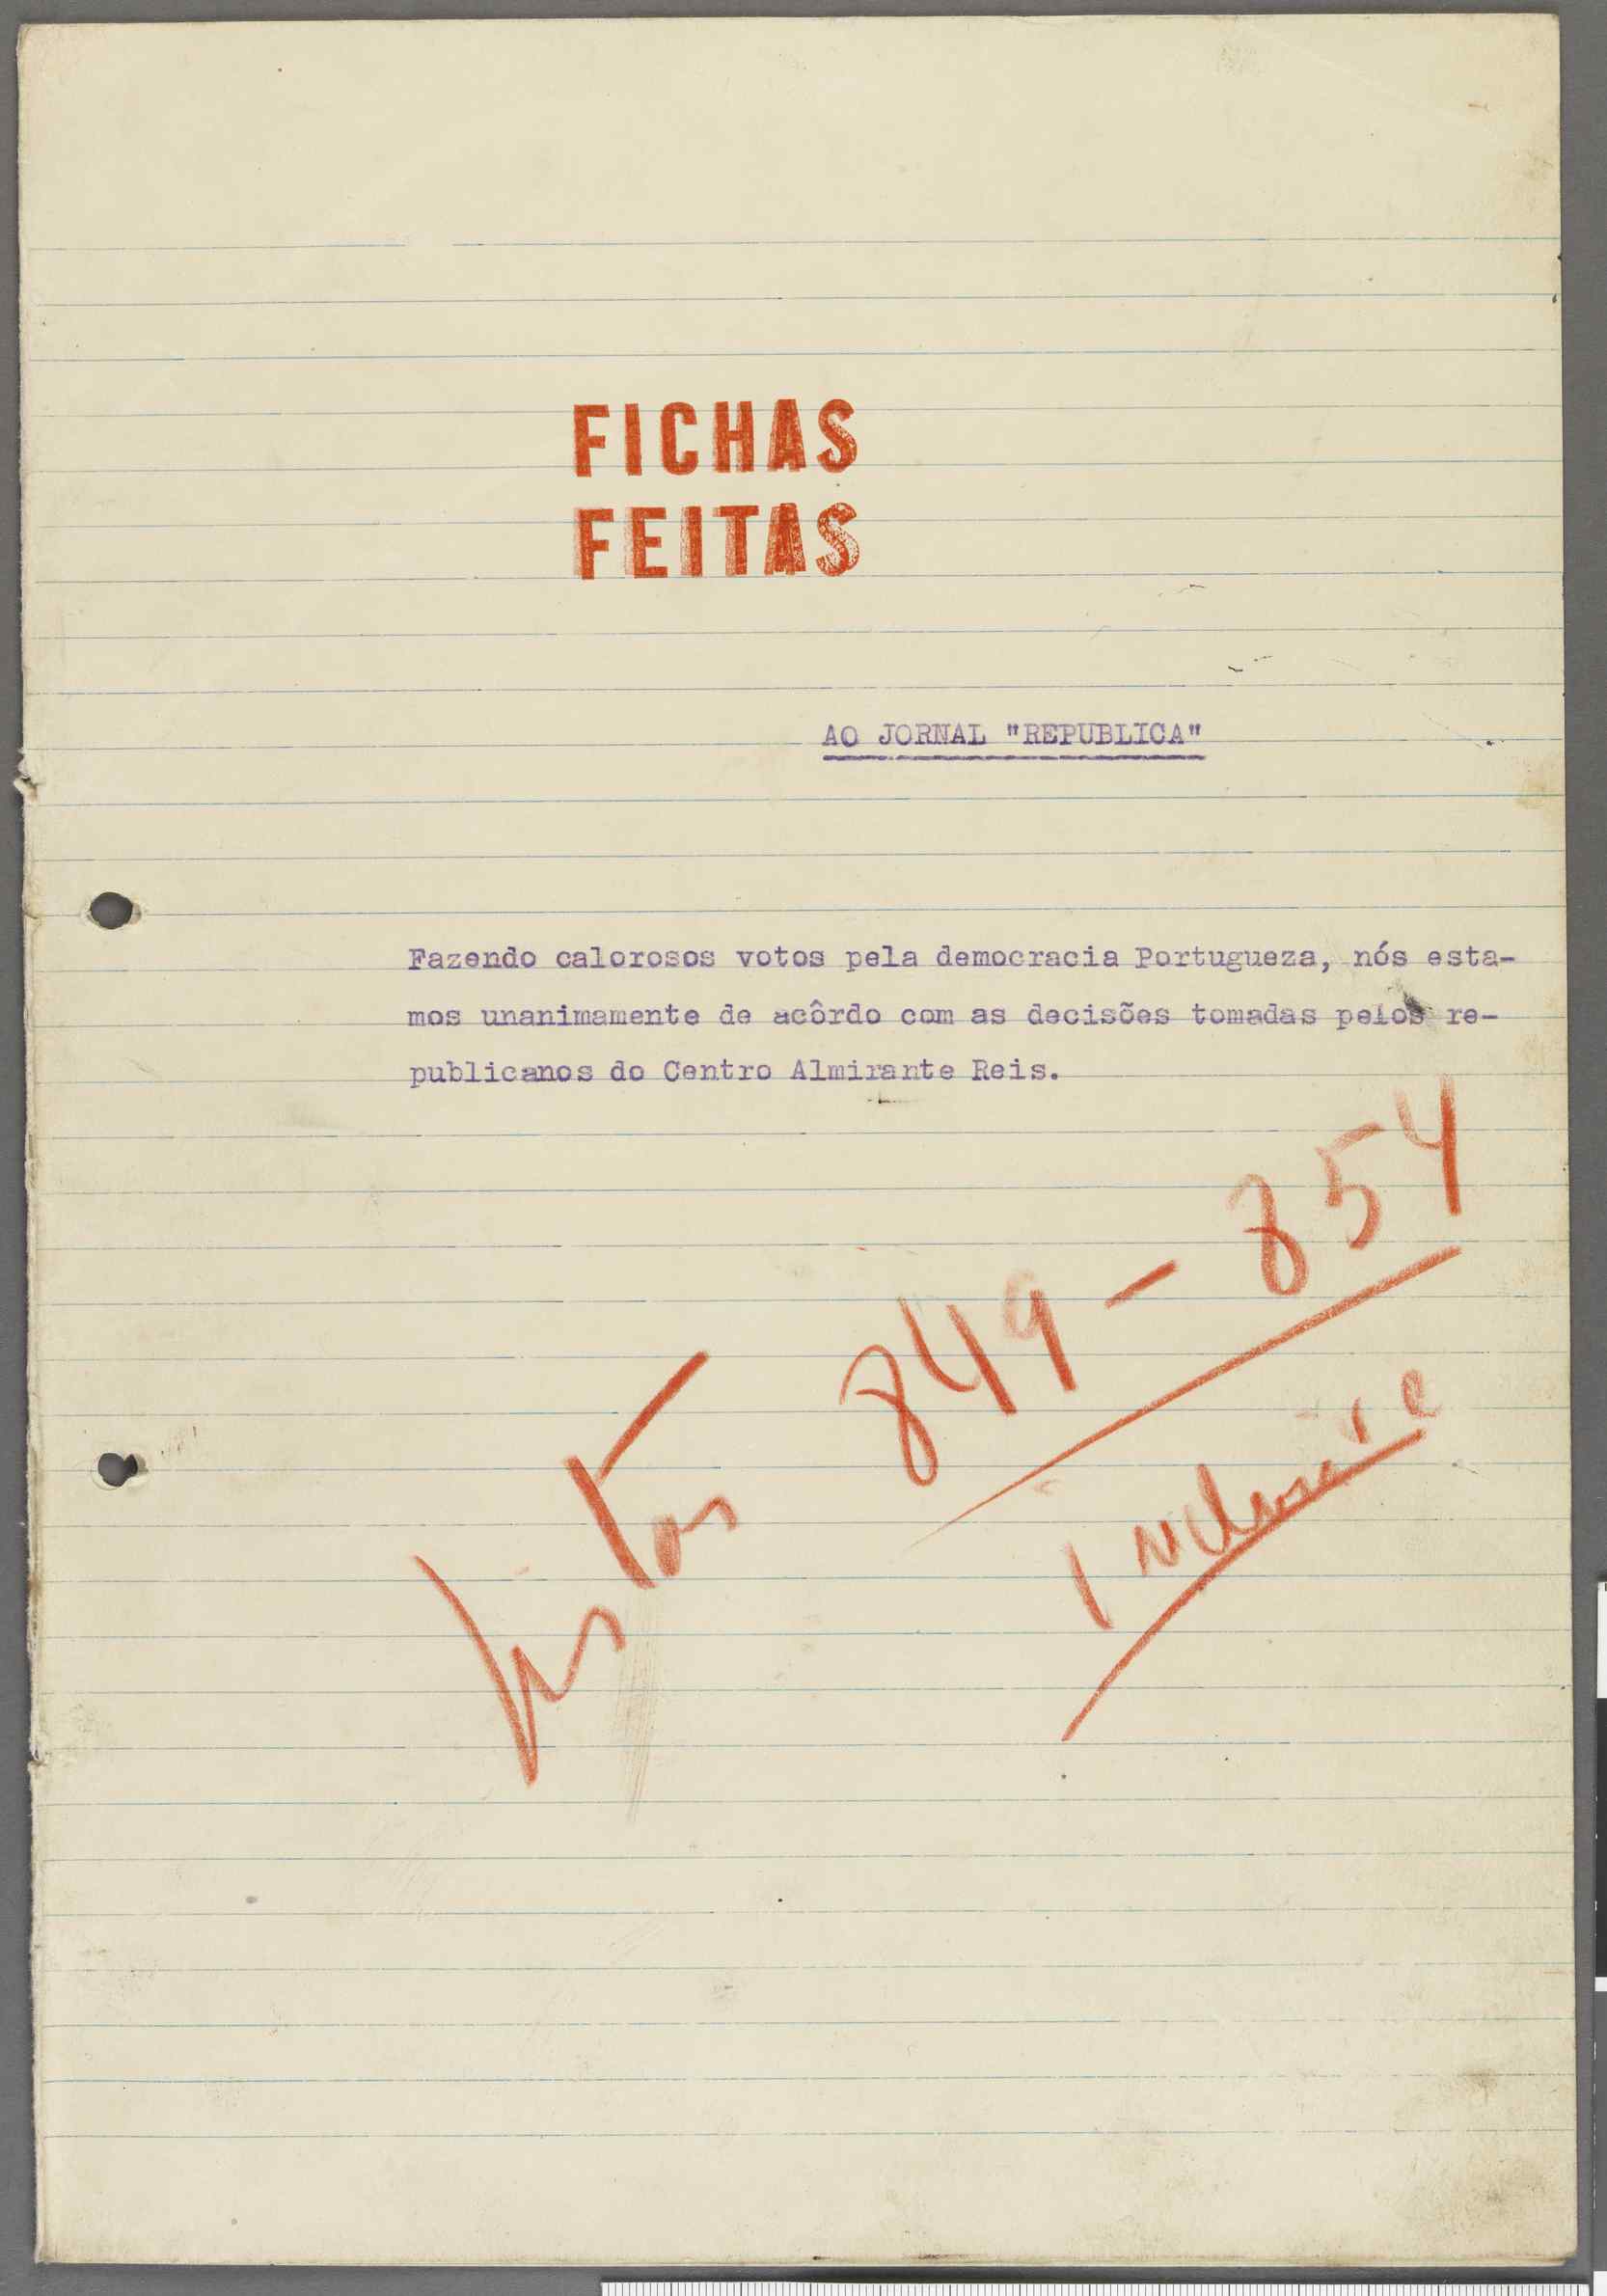 FICHAS
FEITAS
AO JORNAL "REPUBLICA"
Fazendo calorosos votos pela democracia Portugueza, nós esta-
mos unanimamente de acôrdo com as decisões tomadas pelos re-
publicanos do Centro Almirante Reis.
849 - 854
inclusivé